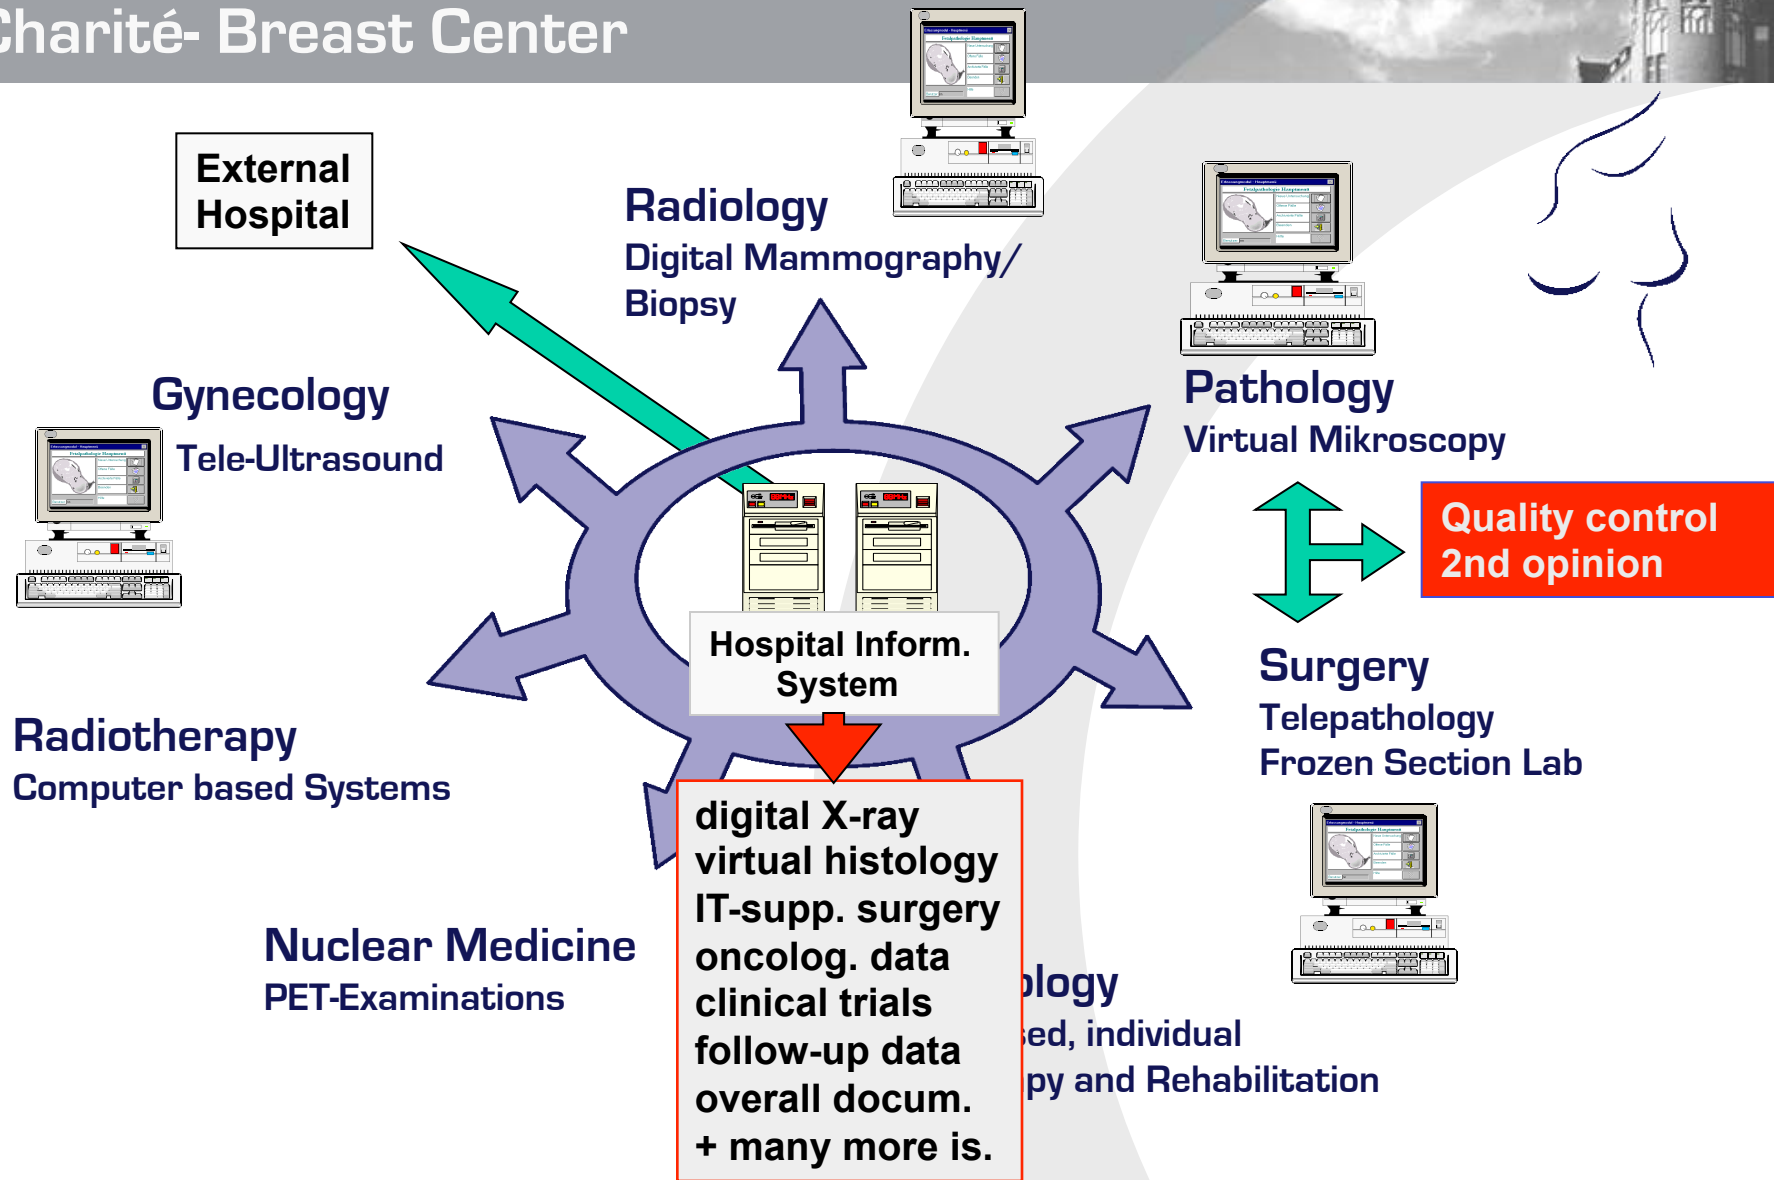 Charité- Breast Center
External
Hospital
Radiology
Digital Mammography/
Biopsy
Gynecology
Tele-Ultrasound
Pathology
Virtual Mikroscopy
Quality control
2nd opinion
Hospital Inform.
System
Surgery
Telepathology
Frozen Section Lab
Radiotherapy
Computer based Systems
digital X-ray
virtual histology
IT-supp. surgery
oncolog. data
clinical trials
follow-up data
overall docum.
+ many more is.
Nuclear Medicine
PET-Examinations
ology
sed, individual
py and Rehabilitation